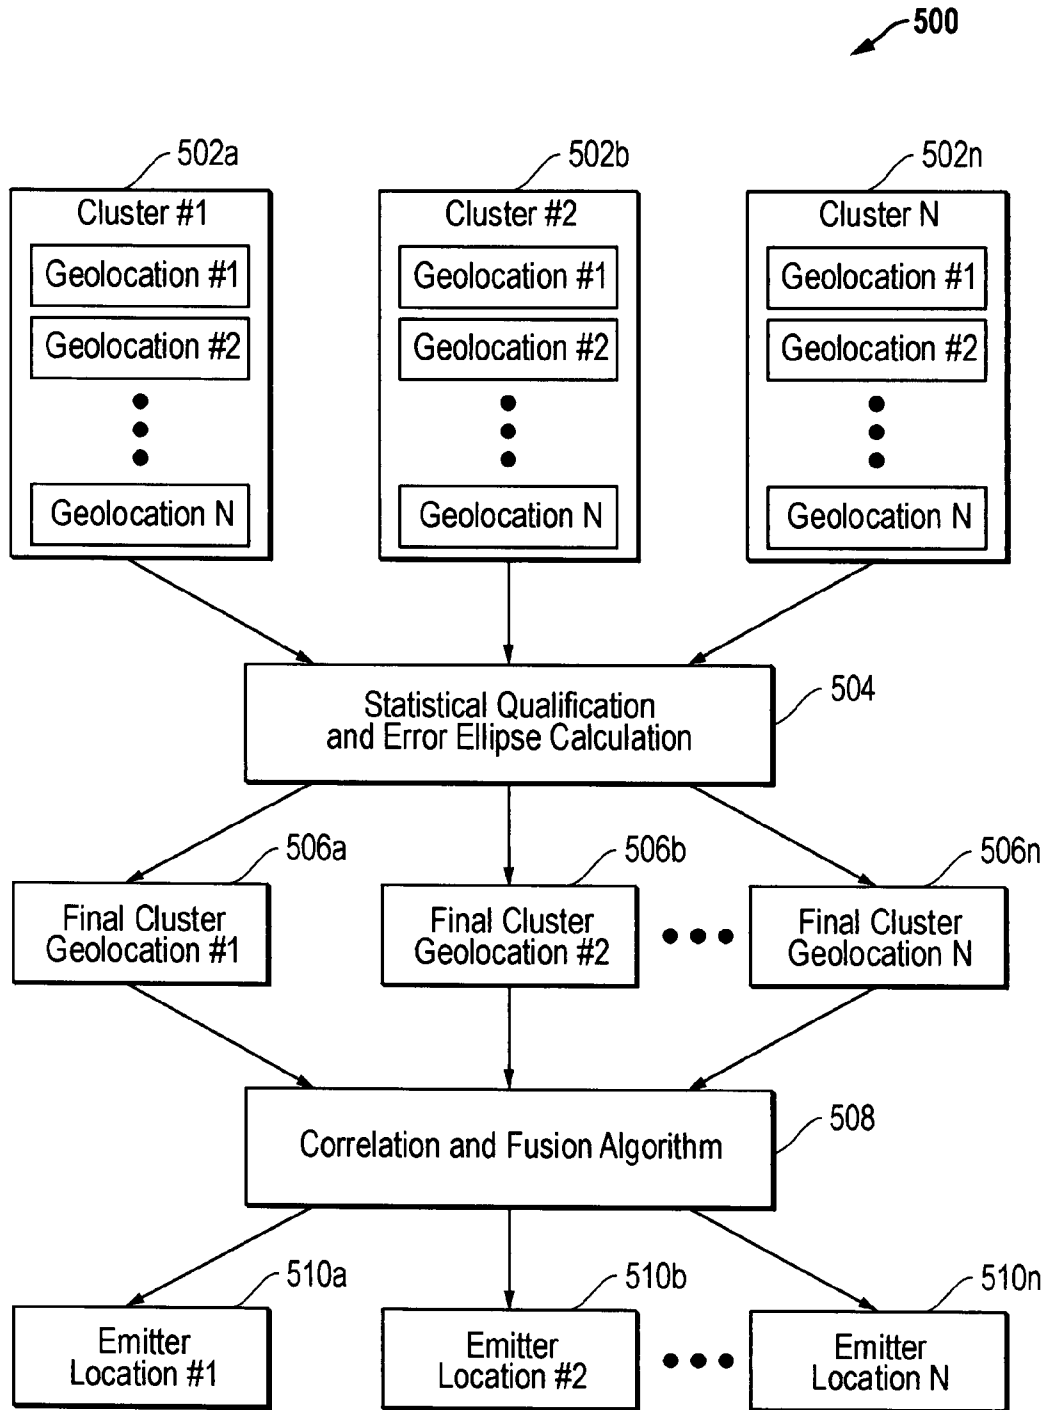 500
502a
502b
502n
Cluster #1
Geolocation #1
Geolocation #2
Geolocation N
Cluster #2
Geolocation #1
Geolocation #2
Geolocation N
Cluster N
Geolocation #1
Geolocation #2
Geolocation N
504
Statistical Qualification
and Error Ellipse Calculation
506a
506b
506n
Final Cluster
Geolocation #1
Final Cluster
Geolocation #2
Final Cluster
Geolocation N
508
Correlation and Fusion Algorithm
510a
510b
510n
Emitter
Location #1
Emitter
Location #2
Emitter
Location N